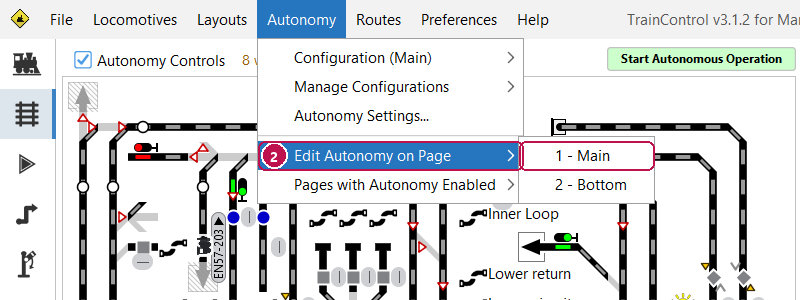 File Locomotives Layouts Autonomy Routes Preferences Help TrainControl v3.1.2 for Mar
Autonomy Controls 8 w
Start Autonomous Operation
Configuration (Main)
Manage Configurations
Autonomy Settings...
2 Edit Autonomy on Page
1 - Main
Pages with Autonomy Enabled
2 - Bottom
Inner Loop
EN57-203
Lower return